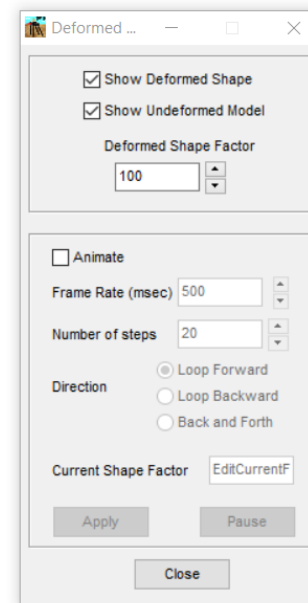 Deformed ...
Show Deformed Shape
Show Undeformed Model
Deformed Shape Factor
100
Animate
Frame Rate (msec) 500
Number of steps 20
Loop Forward
Direction Loop Backward
Back and Forth
Current Shape Factor EditCurrentF
Apply Pause
Close